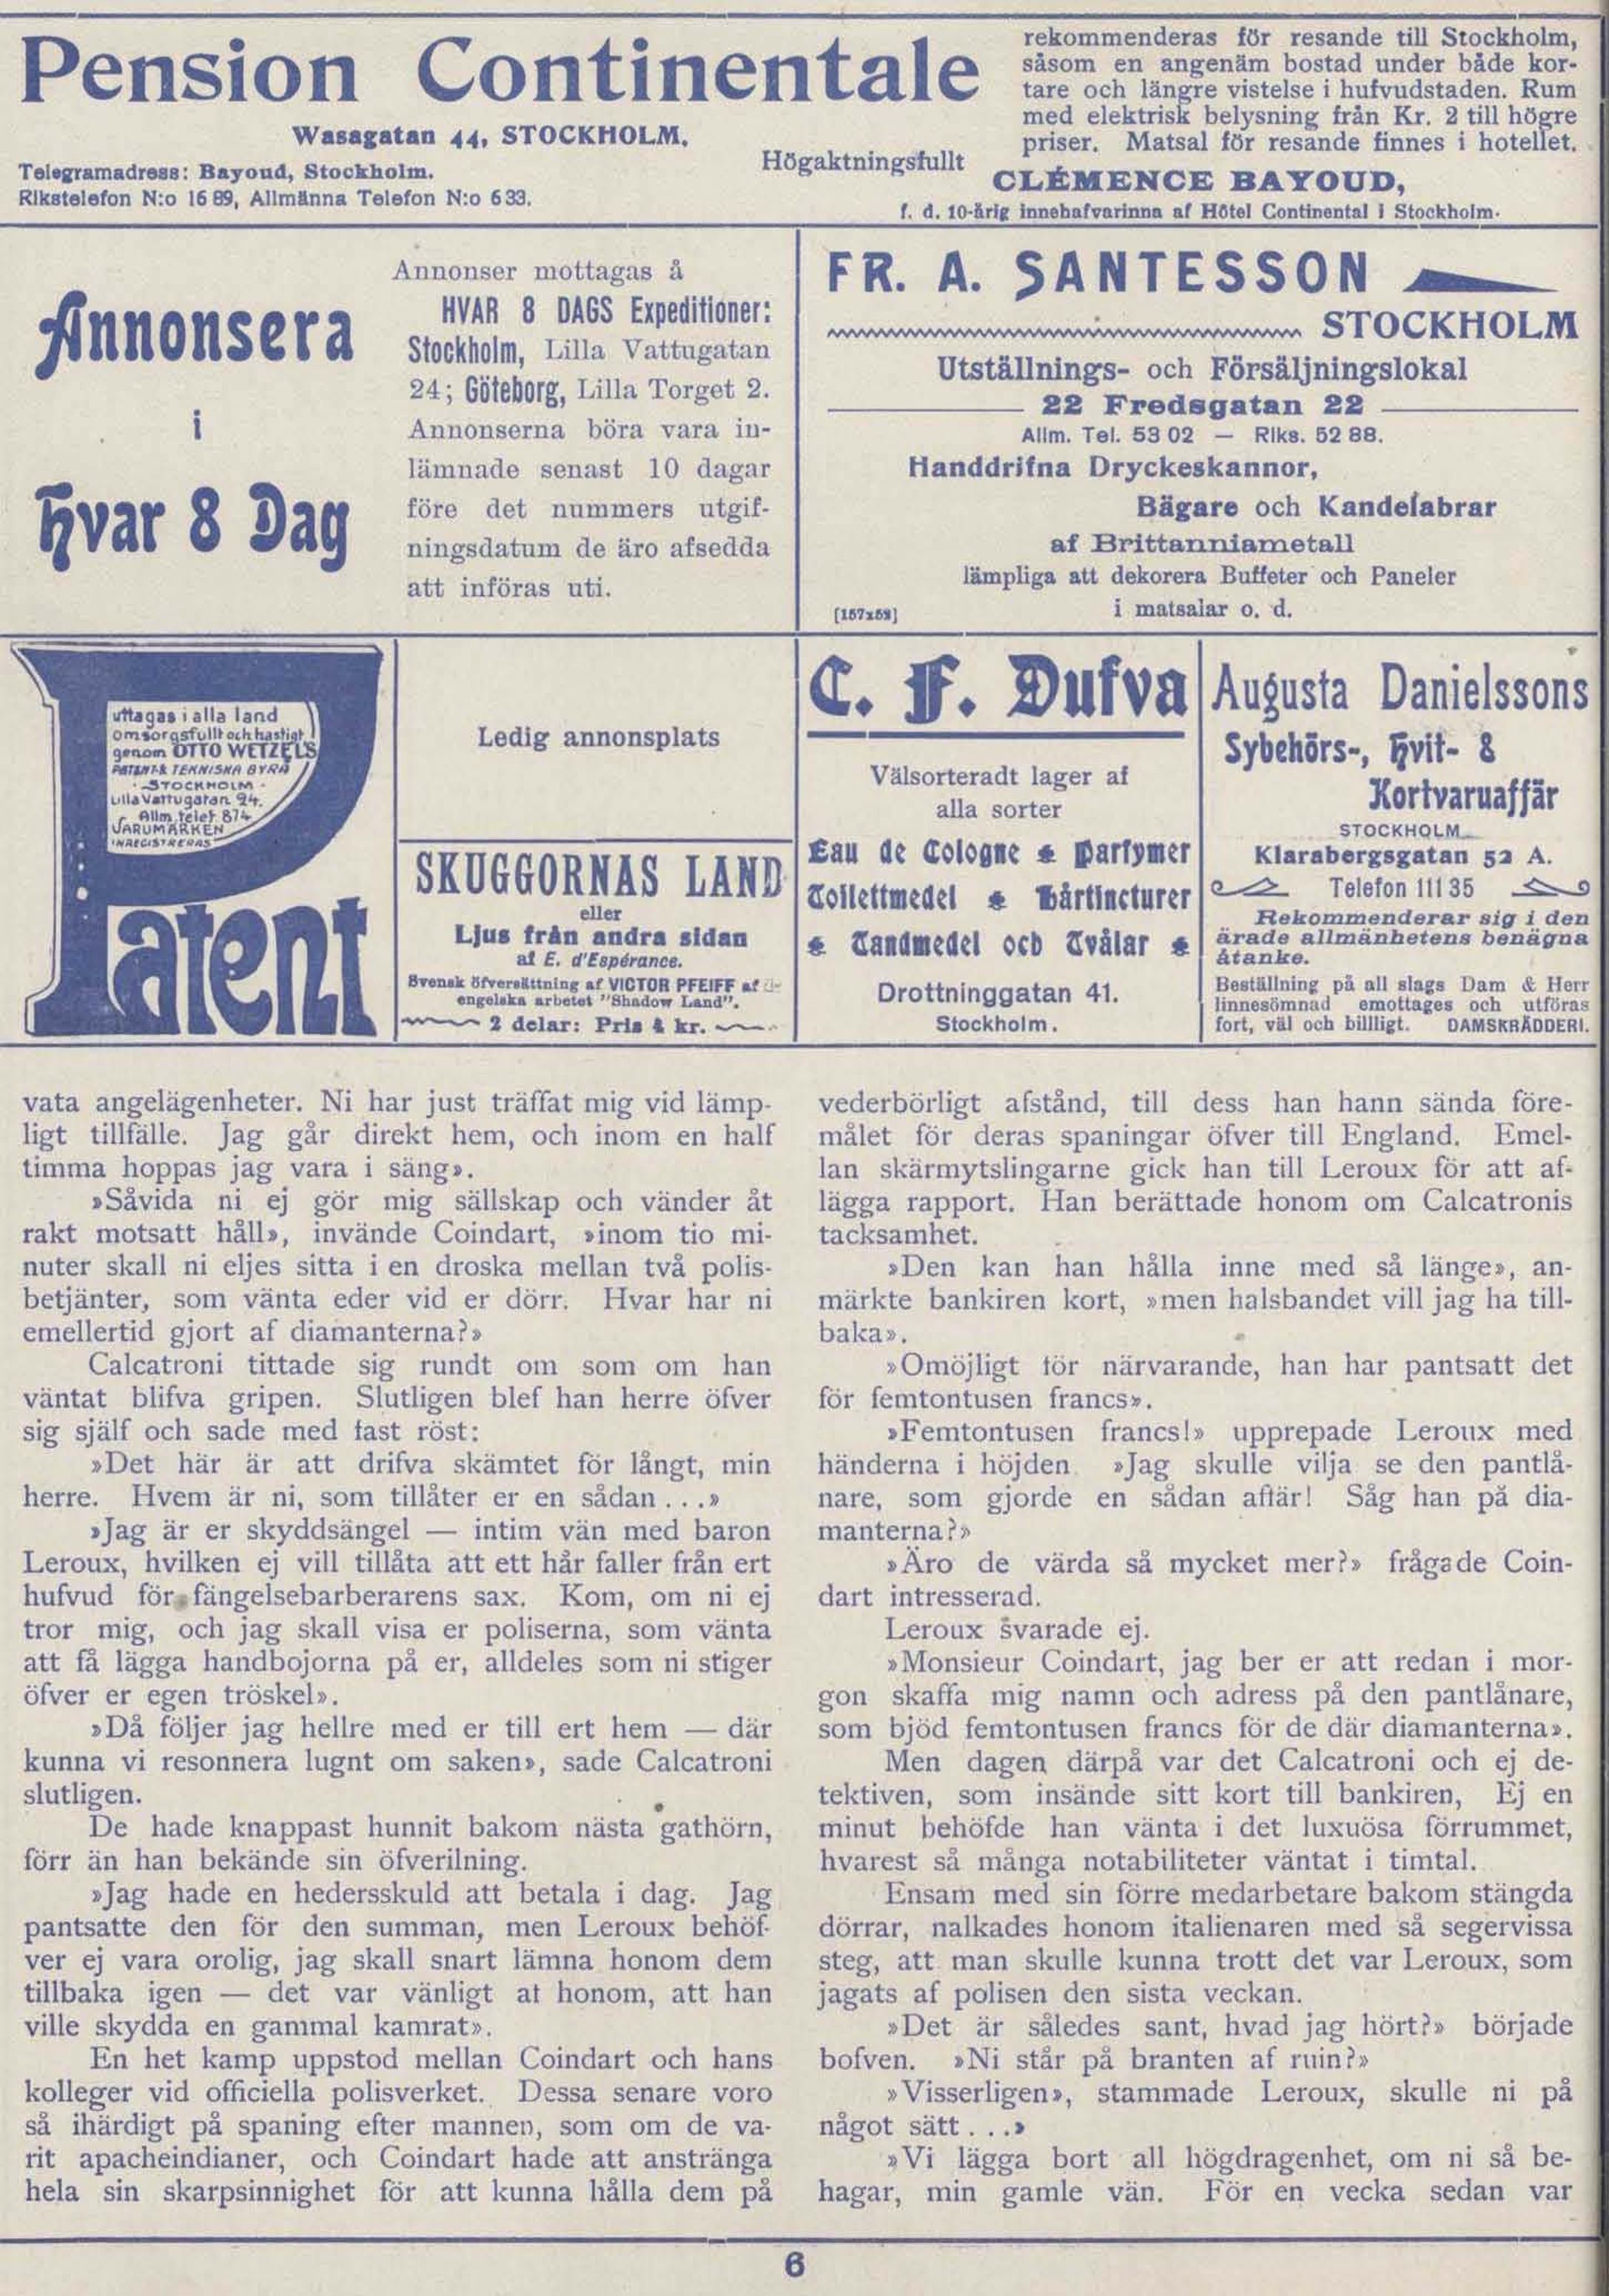 Pension Continentale
Wasagatan 44, STOCKHOLM.
Telegramadress: Bayoud, Stockholm.
Rikstelefon N:o 16 89, Allmänna Telefon N:o 6 33.
rekommenderas för resande till Stockholm,
såsom en angenäm bostad under både kor-
tare och längre vistelse i hufvudstaden. Rum
med elektrisk belysning från Kr. 2 till högre
priser. Matsal för resande finnes i hotellet.
Högaktningsfullt
CLÉMENCE BAYOUD,
f. d. 10-årig innehafvarinna af Hôtel Continental i Stockholm.
Annonsera
i
Hvar 8 Dag
Annonser mottagas å
HVAR 8 DAGS Expeditioner:
Stockholm, Lilla Vattugatan
24; Göteborg, Lilla Torget 2.
Annonserna böra vara in-
lämnade senast 10 dagar
före det nummers utgif-
ningsdatum de äro afsedda
att införas uti.
FR. A. SANTESSON
STOCKHOLM
Utställnings- och Försäljningslokal
22 Fredsgatan 22
Allm. Tel. 53 02 — Riks. 52 88.
Handdrifna Dryckeskannor,
Bägare och Kandelabrar
af Brittanniametall
lämpliga att dekorera Buffeter och Paneler
i matsalar o. d.
[157x52]
Patent
uttagas i alla land
omsorgsfullt och hastigt
genom OTTO WETZEL'S
PATENT-& TEKNISKA BYRÅ
· STOCKHOLM ·
Lilla Vattugatan. 24.
Allm. telef. 874
VARUMÄRKEN
INREGISTRERAS
Ledig annonsplats
SKUGGORNAS LAND
eller
Ljus från andra sidan
af E. d'Espérance.
Svensk öfversättning af VICTOR PFEIFF af
engelska arbetet "Shadow Land".
2 delar: Pris 4 kr.
C. F. Dufva
Välsorteradt lager af
alla sorter
Eau de Cologne Parfymer
Toilettmedel Hårtincturer
Tandmedel och Tvålar
Drottninggatan 41.
Stockholm.
Augusta Danielssons
Sybehörs-, Hvit- &
Kortvaruaffär
STOCKHOLM
Klarabergsgatan 52 A.
Telefon 111 35
Rekommenderar sig i den
ärade allmänhetens benägna
åtanke.
Beställning på all slags Dam & Herr
linnesömnad emottages och utföras
fort, väl och billligt. DAMSKRÄDDERI.
vata angelägenheter. Ni har just träffat mig vid lämp-
ligt tillfälle. Jag går direkt hem, och inom en half
timma hoppas jag vara i säng».
»Såvida ni ej gör mig sällskap och vänder åt
rakt motsatt håll», invände Coindart, »inom tio mi-
nuter skall ni eljes sitta i en droska mellan två polis-
betjänter, som vänta eder vid er dörr. Hvar har ni
emellertid gjort af diamanterna?»
Calcatroni tittade sig rundt om som om han
väntat blifva gripen. Slutligen blef han herre öfver
sig själf och sade med fast röst:
»Det här är att drifva skämtet för långt, min
herre. Hvem är ni, som tillåter er en sådan . . .»
»Jag är er skyddsängel — intim vän med baron
Leroux, hvilken ej vill tillåta att ett hår faller från ert
hufvud för fängelsebarberarens sax. Kom, om ni ej
tror mig, och jag skall visa er poliserna, som vänta
att få lägga handbojorna på er, alldeles som ni stiger
öfver er egen tröskel».
»Då följer jag hellre med er till ert hem — där
kunna vi resonnera lugnt om saken», sade Calcatroni
slutligen.
De hade knappast hunnit bakom nästa gathörn,
förr än han bekände sin öfverilning.
»Jag hade en hedersskuld att betala i dag. Jag
pantsatte den för den summan, men Leroux behöf-
ver ej vara orolig, jag skall snart lämna honom dem
tillbaka igen — det var vänligt af honom, att han
ville skydda en gammal kamrat».
En het kamp uppstod mellan Coindart och hans
kolleger vid officiella polisverket. Dessa senare voro
så ihärdigt på spaning efter mannen, som om de va-
rit apacheindianer, och Coindart hade att anstränga
hela sin skarpsinnighet för att kunna hålla dem på
vederbörligt afstånd, till dess han hann sända före-
målet för deras spaningar öfver till England. Emel-
lan skärmytslingarne gick han till Leroux för att af-
lägga rapport. Han berättade honom om Calcatronis
tacksamhet.
»Den kan han hålla inne med så länge», an-
märkte bankiren kort, »men halsbandet vill jag ha till-
baka».
»Omöjligt för närvarande, han har pantsatt det
för femtontusen francs».
»Femtontusen francs!» upprepade Leroux med
händerna i höjden »Jag skulle vilja se den pantlå-
nare, som gjorde en sådan affär! Såg han på dia-
manterna?»
»Äro de värda så mycket mer?» frågade Coin-
dart intresserad.
Leroux svarade ej.
»Monsieur Coindart, jag ber er att redan i mor-
gon skaffa mig namn och adress på den pantlånare,
som bjöd femtontusen francs för de där diamanterna».
Men dagen därpå var det Calcatroni och ej de-
tektiven, som insände sitt kort till bankiren, Ej en
minut behöfde han vänta i det luxuösa förrummet,
hvarest så många notabiliteter väntat i timtal.
Ensam med sin förre medarbetare bakom stängda
dörrar, nalkades honom italienaren med så segervissa
steg, att man skulle kunna trott det var Leroux, som
jagats af polisen den sista veckan.
»Det är således sant, hvad jag hört?» började
bofven. »Ni står på branten af ruin?»
»Visserligen», stammade Leroux, skulle ni på
något sätt . . .»
»Vi lägga bort all högdragenhet, om ni så be-
hagar, min gamle vän. För en vecka sedan var
6